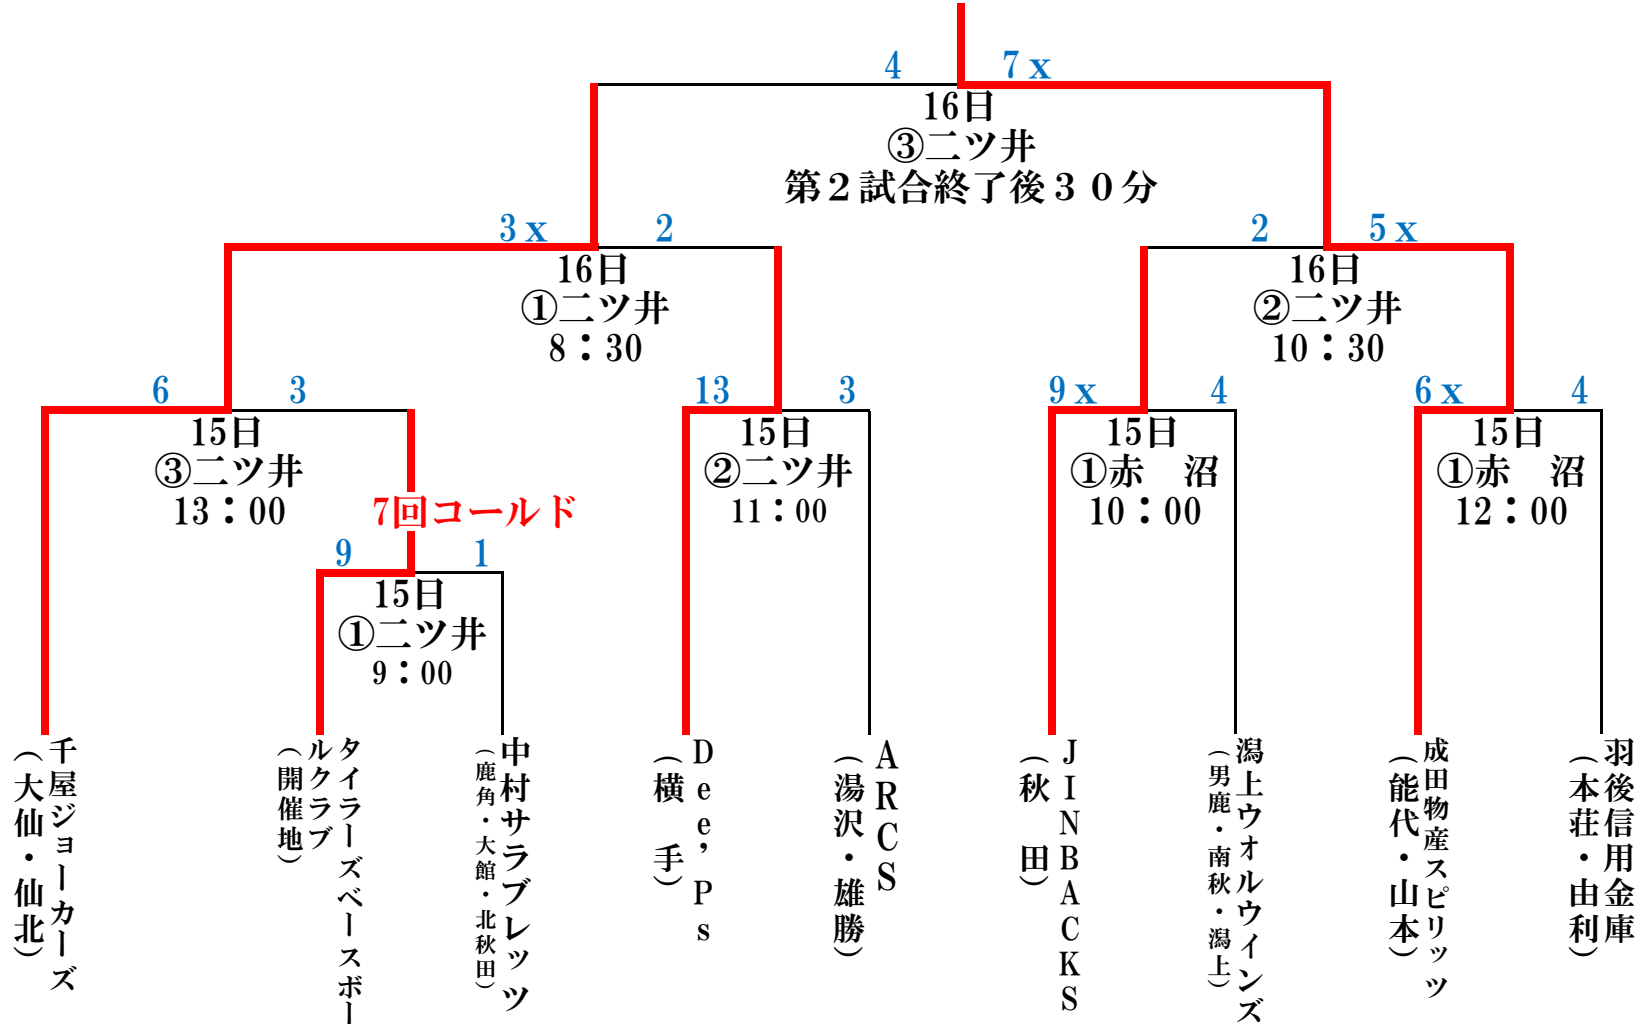 4
7x
16日
③二ツ井
第2試合終了後30分
3x
2
16日
①二ツ井
8：30
2
5x
16日
②二ツ井
10：30
6
3
15日
③二ツ井
13：00
13
3
15日
②二ツ井
11：00
9x
4
15日
①赤　沼
10：00
6x
4
15日
①赤　沼
12：00
7回コールド
9
1
15日
①二ツ井
9：00
千屋ジョーカーズ
（大仙・仙北）
タイラーズベースボー
ルクラブ
（開催地）
中村サラブレッツ
（鹿角・大館・北秋田）
Dee’Ps
（横　手）
ARCS
（湯沢・雄勝）
JINBACKS
（秋　田）
潟上ウォルウインズ
（男鹿・南秋・潟上）
成田物産スピリッツ
（能代・山本）
羽後信用金庫
（本荘・由利）